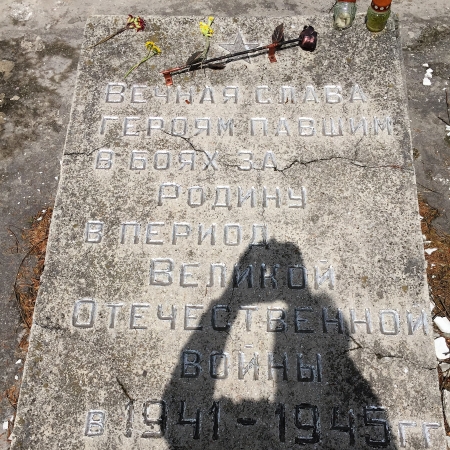 Вечная слава
героям павшим
в боях за
Родину
в период
Великой
Отечественной
войны
в 1941-1945 гг